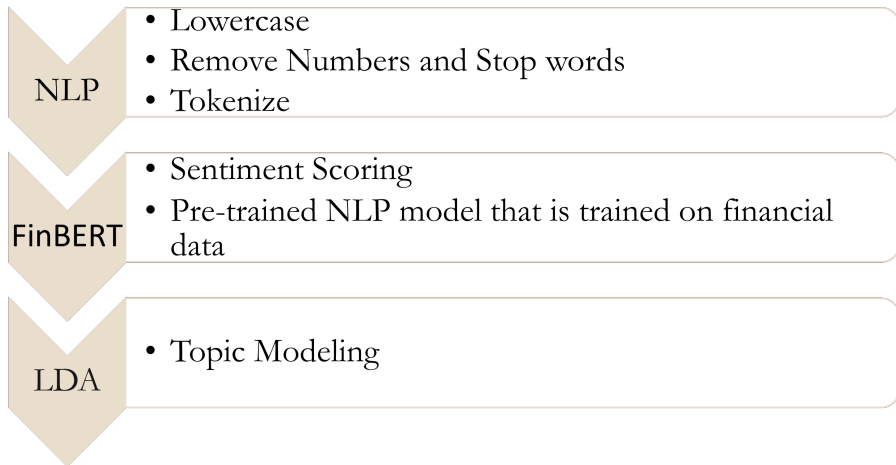 NLP
• Lowercase
• Remove Numbers and Stop words
• Tokenize
FinBERT
• Sentiment Scoring
• Pre-trained NLP model that is trained on financial
data
LDA
• Topic Modeling